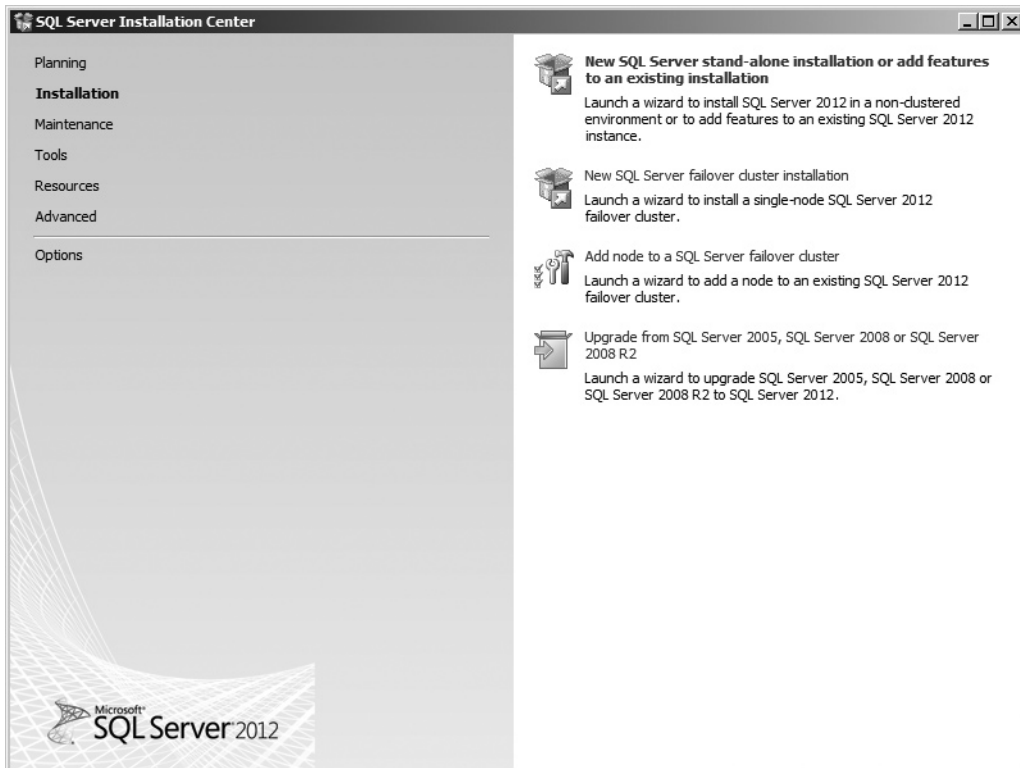 SQL Server Installation Center
Planning
Installation
Maintenance
Tools
Resources
Advanced
Options
New SQL Server stand-alone installation or add features
to an existing installation
Launch a wizard to install SQL Server 2012 in a non-clustered
environment or to add features to an existing SQL Server 2012
instance.
New SQL Server failover cluster installation
Launch a wizard to install a single-node SQL Server 2012
failover cluster.
Add node to a SQL Server failover cluster
Launch a wizard to add a node to an existing SQL Server 2012
failover cluster.
Upgrade from SQL Server 2005, SQL Server 2008 or SQL Server
2008 R2
Launch a wizard to upgrade SQL Server 2005, SQL Server 2008 or
SQL Server 2008 R2 to SQL Server 2012.
Microsoft®
SQL Server® 2012